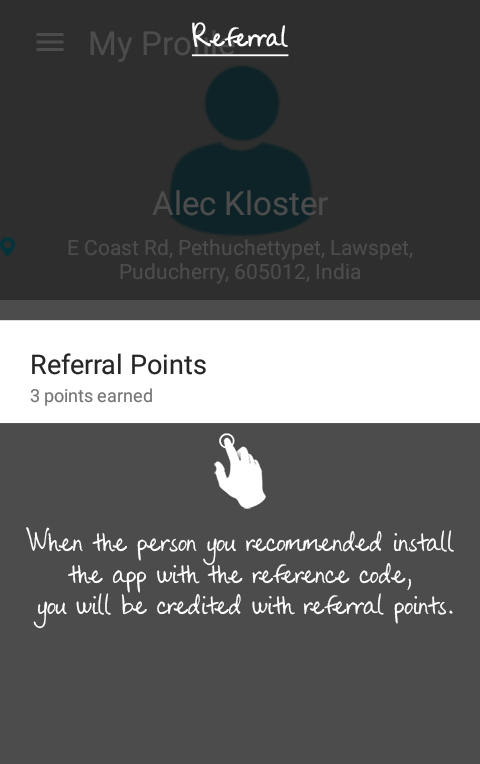 Referral
My Profile
Alec Kloster
E Coast Rd, Pethuchettypet, Lawspet,
Puducherry, 605012, India
Referral Points
3 points earned
When the person you recommended install
the app with the reference code,
you will be credited with referral points.